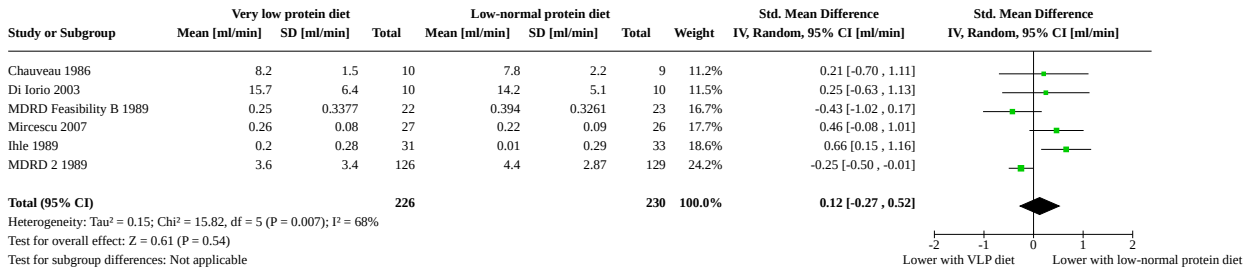 Very low protein diet Low-normal protein diet Std. Mean Difference Std. Mean Difference
Study or Subgroup Mean [ml/min] SD [ml/min] Total Mean [ml/min] SD [ml/min] Total Weight IV, Random, 95% CI [ml/min] IV, Random, 95% CI [ml/min]
Chauveau 1986 8.2 1.5 10 7.8 2.2 9 11.2% 0.21 [-0.70 , 1.11]
Di Iorio 2003 15.7 6.4 10 14.2 5.1 10 11.5% 0.25 [-0.63 , 1.13]
MDRD Feasibility B 1989 0.25 0.3377 22 0.394 0.3261 23 16.7% -0.43 [-1.02 , 0.17]
Mircescu 2007 0.26 0.08 27 0.22 0.09 26 17.7% 0.46 [-0.08 , 1.01]
Ihle 1989 0.2 0.28 31 0.01 0.29 33 18.6% 0.66 [0.15 , 1.16]
MDRD 2 1989 3.6 3.4 126 4.4 2.87 129 24.2% -0.25 [-0.50 , -0.01]
Total (95% CI) 226 230 100.0% 0.12 [-0.27 , 0.52]
Heterogeneity: Tau² = 0.15; Chi² = 15.82, df = 5 (P = 0.007); I² = 68%
Test for overall effect: Z = 0.61 (P = 0.54)
Test for subgroup differences: Not applicable
-2 -1 0 1 2
Lower with VLP diet Lower with low-normal protein diet